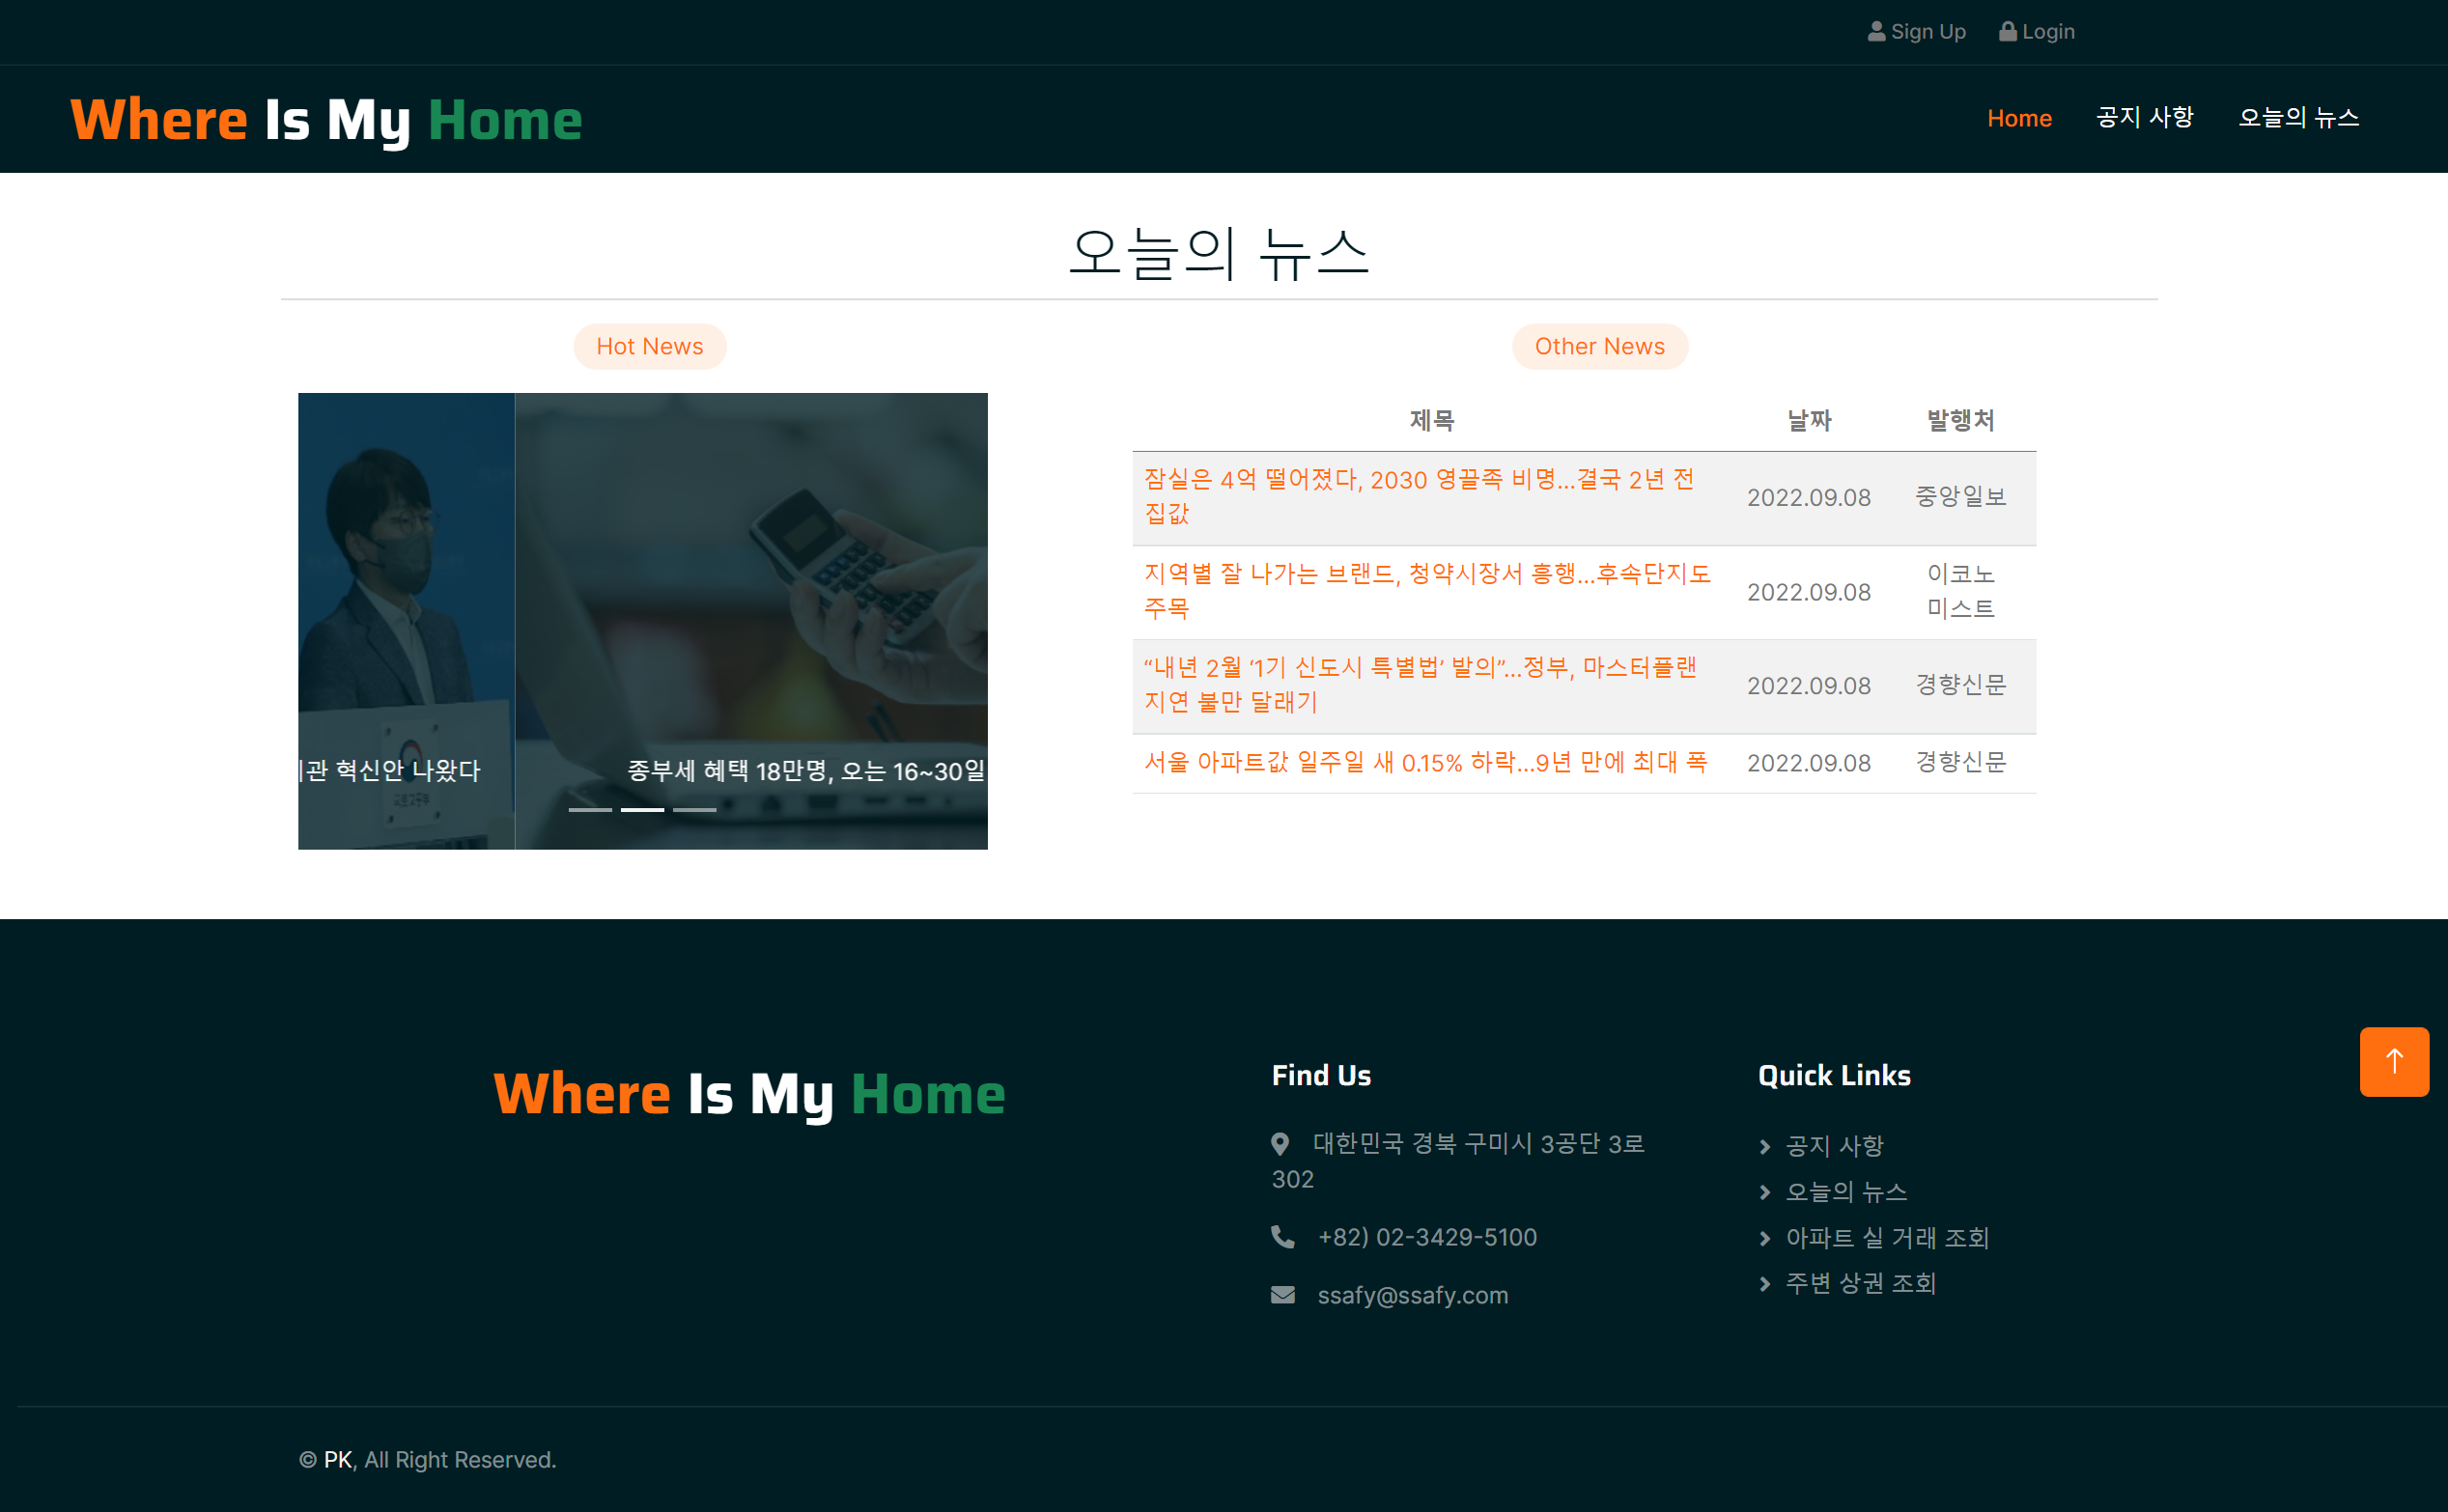 Sign Up Login
Where Is My Home
Home 공지 사항 오늘의 뉴스
오늘의 뉴스
Hot News
관 혁신안 나왔다
종부세 혜택 18만명, 오는 16~30일
Other News
제목 날짜 발행처
잠실은 4억 떨어졌다, 2030 영끌족 비명...결국 2년 전
집값
2022.09.08
중앙일보
지역별 잘 나가는 브랜드, 청약시장서 흥행...후속단지도
주목
2022.09.08
이코노
미스트
“내년 2월 ‘1기 신도시 특별법’ 발의”...정부, 마스터플랜
지연 불만 달래기
2022.09.08
경향신문
서울 아파트값 일주일 새 0.15% 하락...9년 만에 최대 폭
2022.09.08
경향신문
Where Is My Home
Find Us
대한민국 경북 구미시 3공단 3로
302
+82) 02-3429-5100
ssafy@ssafy.com
Quick Links
공지 사항
오늘의 뉴스
아파트 실 거래 조회
주변 상권 조회
© PK, All Right Reserved.